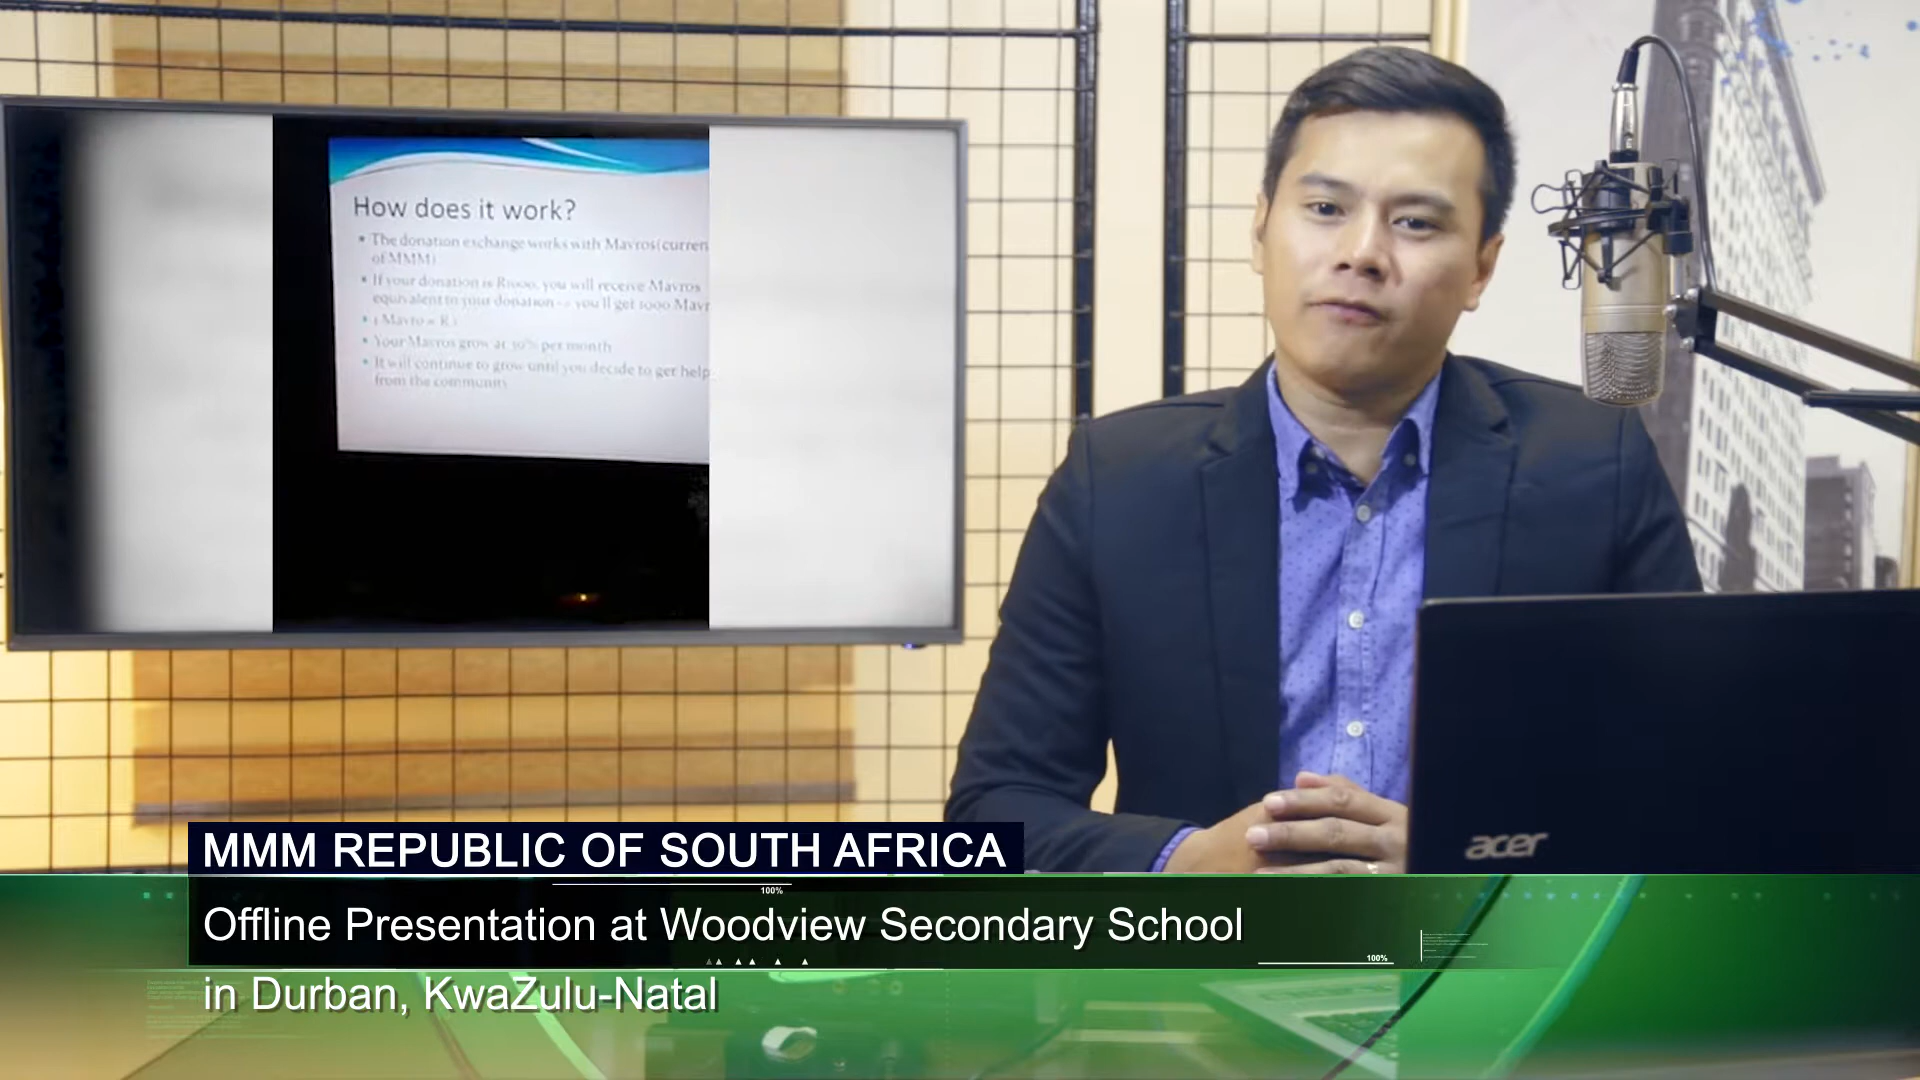 How does it work?
• The donation exchange works with Mavros(curren
of MMM)
• If your donation is R1000, you will receive Mavros
equivalent to your donation -> you'll get 1000 Mavr
• 1 Mavro = R 1
• Your Mavros grow at 30% per month
• It will continue to grow until you decide to get help
from the community
acer
MMM REPUBLIC OF SOUTH AFRICA
100%
Offline Presentation at Woodview Secondary School
100%
in Durban, KwaZulu-Natal